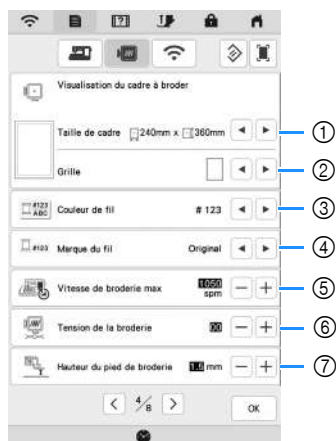 Visualisation du cadre à broder
Taille de cadre 240mm x 360mm ①
Grille ②
#123 ABC Couleur de fil # 123 ③
#123 Marque du fil Original ④
Vitesse de broderie max 1050 spm ⑤
Tension de la broderie 00 ⑥
Hauteur du pied de broderie 1.0 mm ⑦
4/8 OK